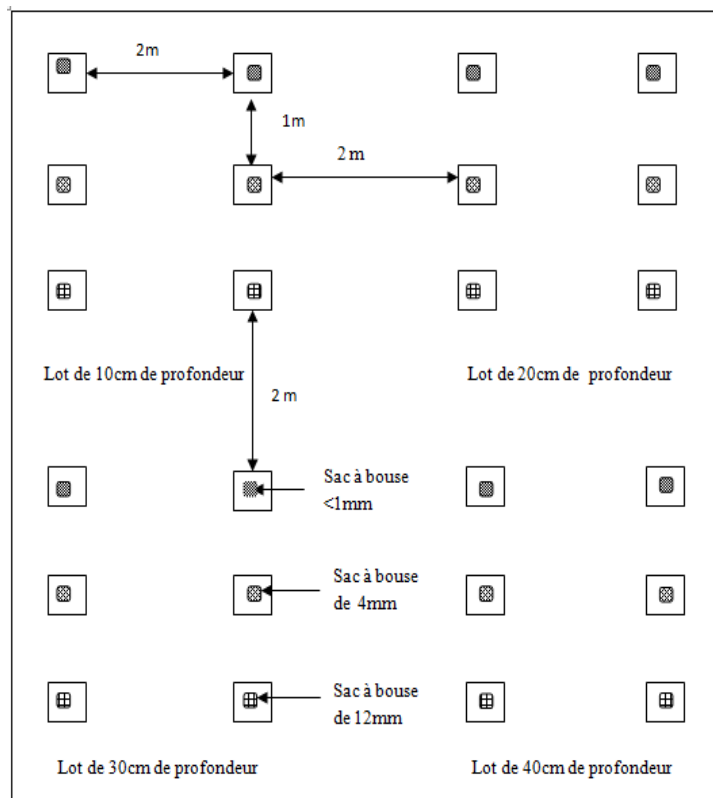 2m
1m
2 m
Lot de 10cm de profondeur
Lot de 20cm de profondeur
2 m
Sac à bouse
<1mm
Sac à bouse
de 4mm
Sac à bouse
de 12mm
Lot de 30cm de profondeur
Lot de 40cm de profondeur